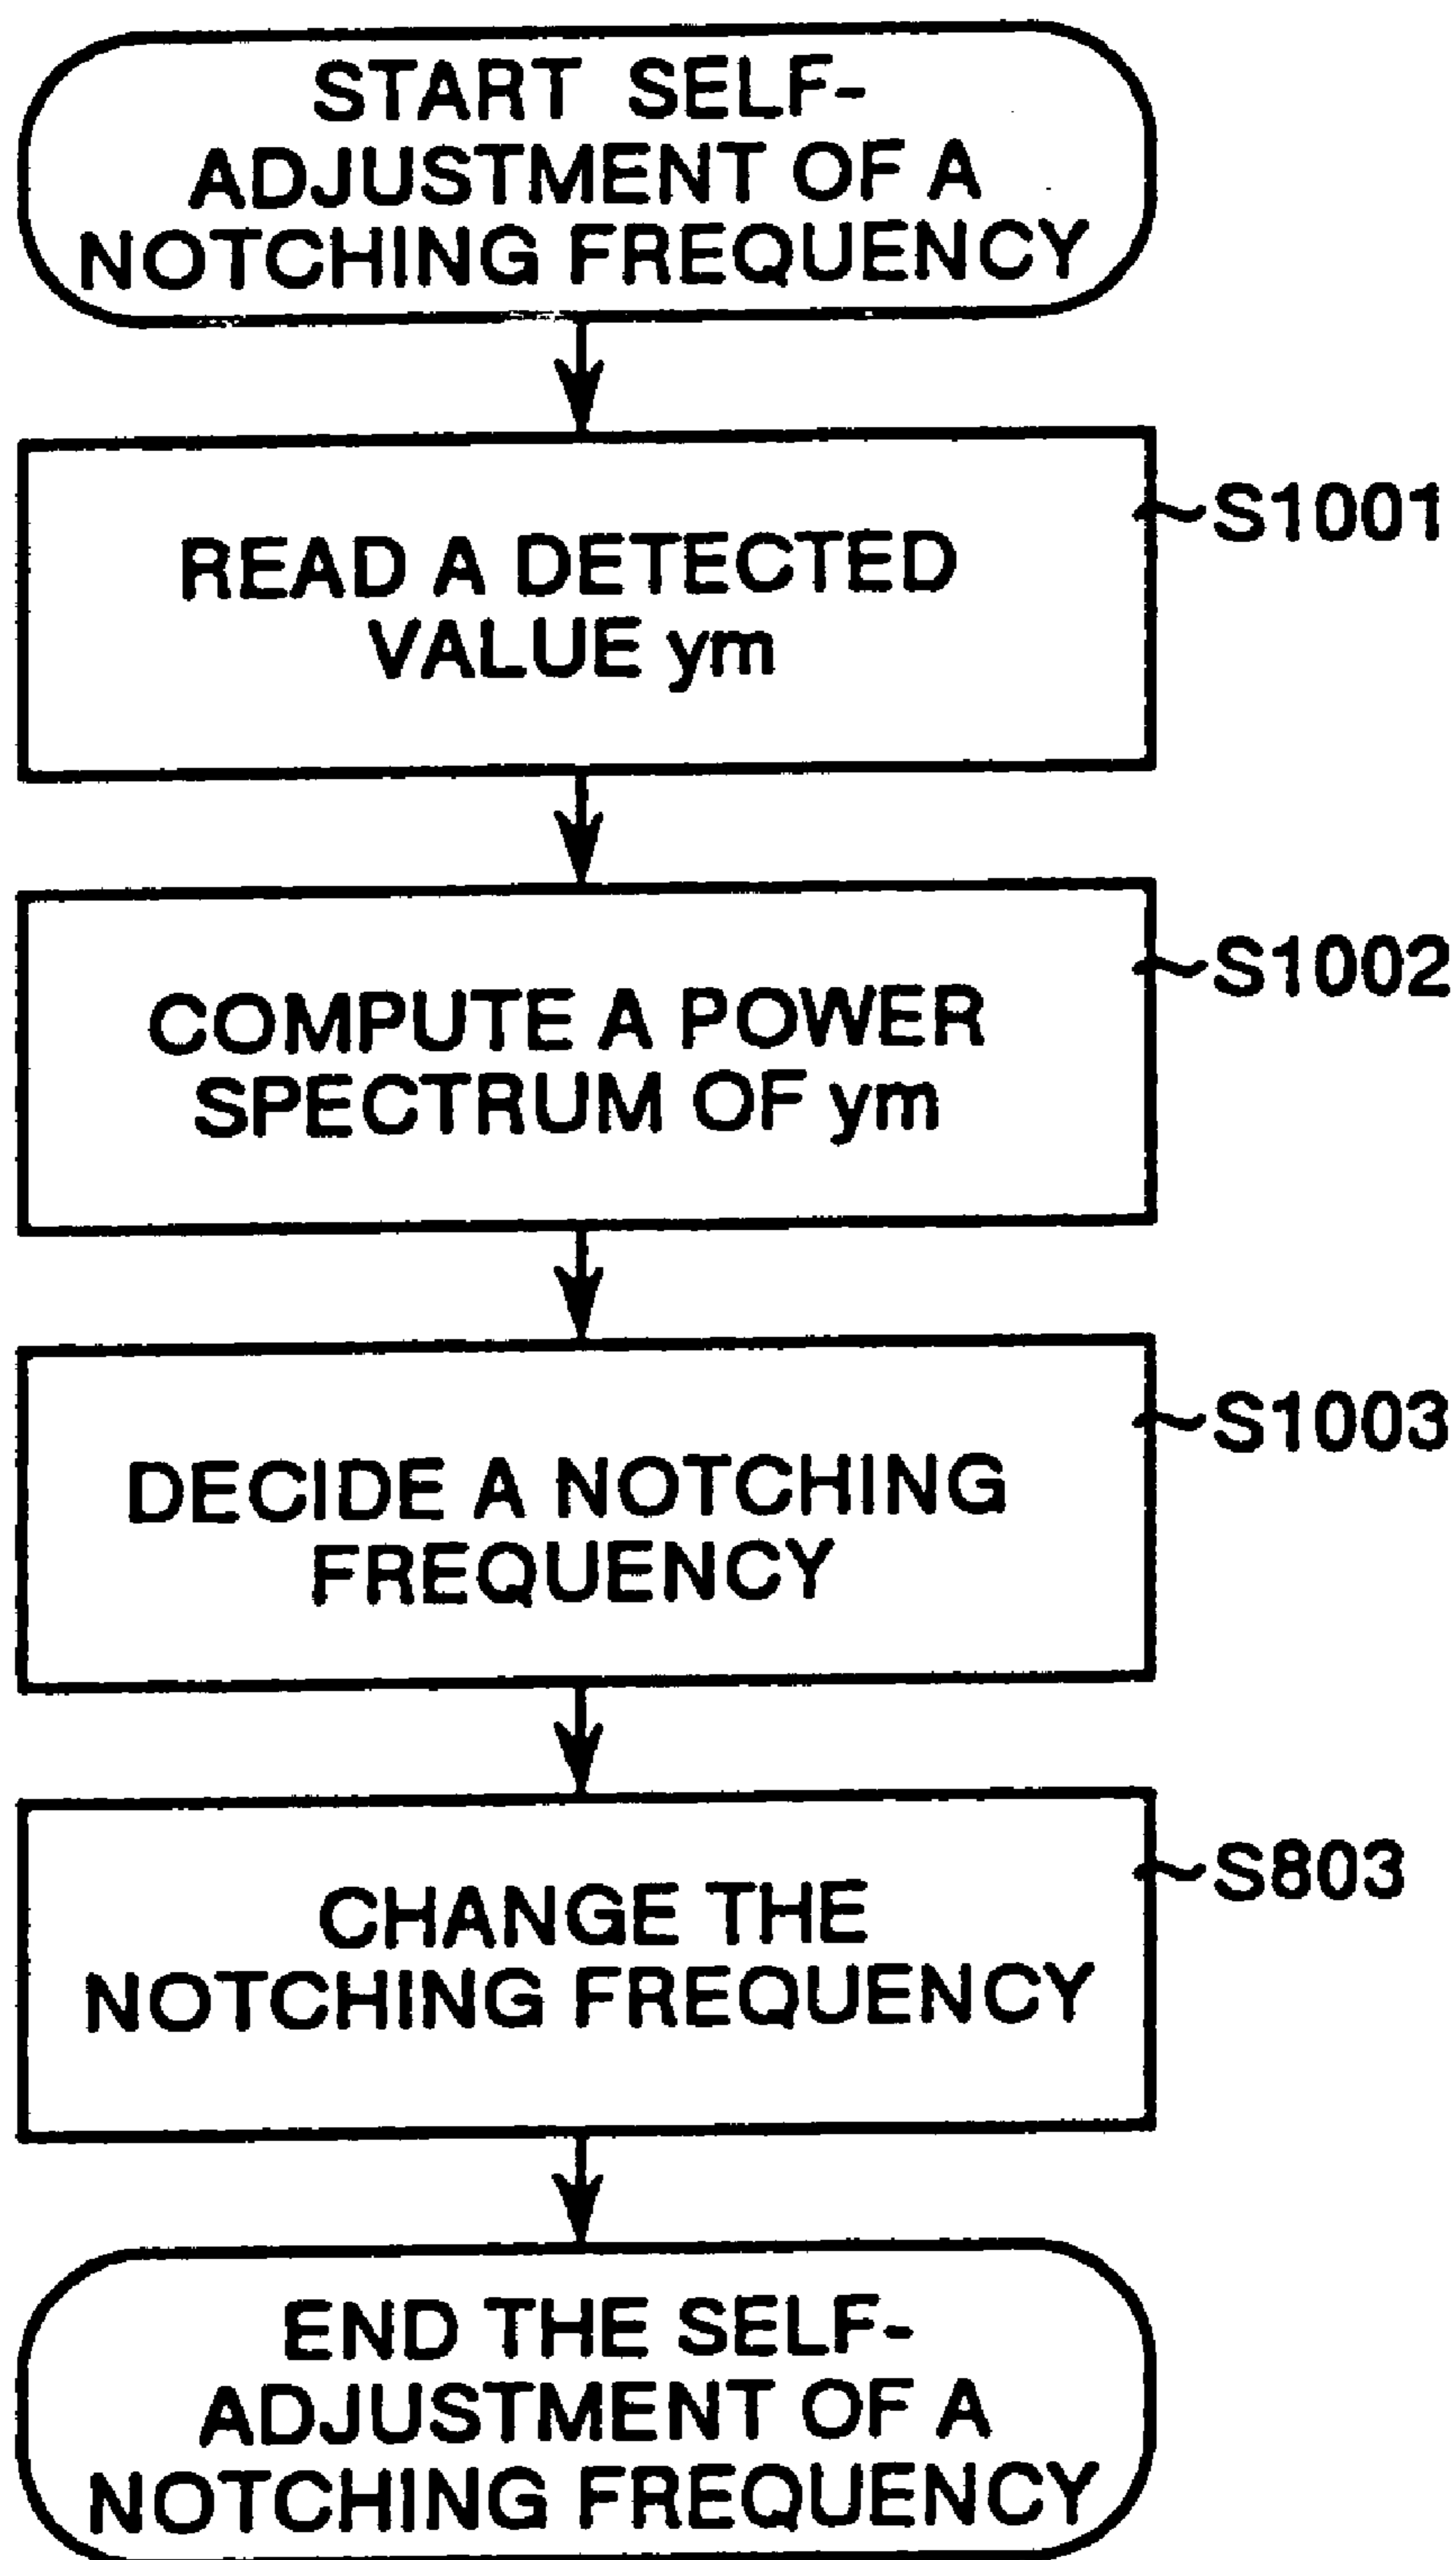 START SELF-
ADJUSTMENT OF A
NOTCHING FREQUENCY
READ A DETECTED
VALUE ym
S1001
COMPUTE A POWER
SPECTRUM OF ym
S1002
DECIDE A NOTCHING
FREQUENCY
S1003
CHANGE THE
NOTCHING FREQUENCY
S803
END THE SELF-
ADJUSTMENT OF A
NOTCHING FREQUENCY